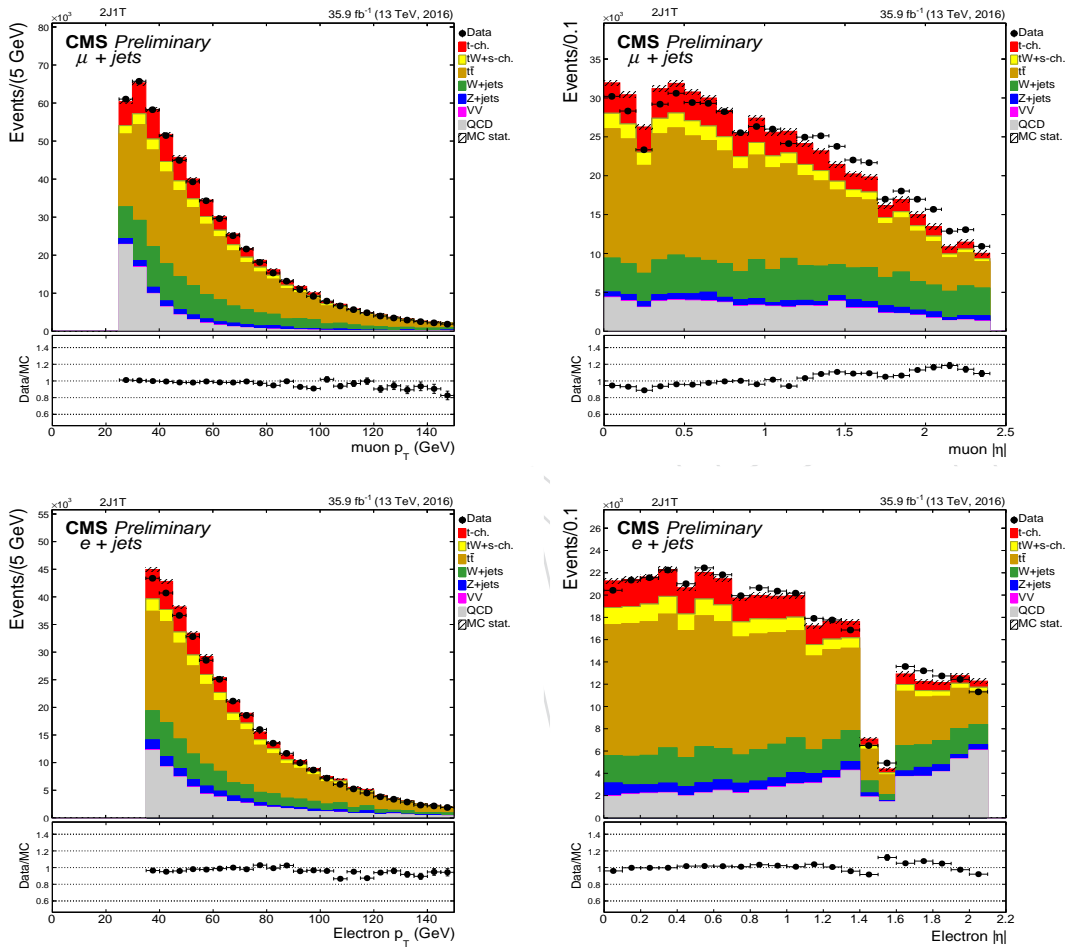 2J1T 35.9 fb⁻¹ (13 TeV, 2016)
×10³
CMS Preliminary
μ + jets
Events/(5 GeV)
80
70
60
50
40
30
20
10
0
Data
t-ch.
tW+s-ch.
tt̄
W+jets
Z+jets
VV
QCD
MC stat.
Data/MC
1.4
1.2
1
0.8
0.6
0 20 40 60 80 100 120 140
muon p_T (GeV)
2J1T 35.9 fb⁻¹ (13 TeV, 2016)
×10³
CMS Preliminary
μ + jets
Events/0.1
35
30
25
20
15
10
5
0
Data
t-ch.
tW+s-ch.
tt̄
W+jets
Z+jets
VV
QCD
MC stat.
Data/MC
1.4
1.2
1
0.8
0.6
0 0.5 1 1.5 2 2.5
muon |η|
2J1T 35.9 fb⁻¹ (13 TeV, 2016)
×10³
CMS Preliminary
e + jets
Events/(5 GeV)
55
50
45
40
35
30
25
20
15
10
5
0
Data
t-ch.
tW+s-ch.
tt̄
W+jets
Z+jets
VV
QCD
MC stat.
Data/MC
1.4
1.2
1
0.8
0.6
0 20 40 60 80 100 120 140
Electron p_T (GeV)
2J1T 35.9 fb⁻¹ (13 TeV, 2016)
×10³
CMS Preliminary
e + jets
Events/0.1
26
24
22
20
18
16
14
12
10
8
6
4
2
0
Data
t-ch.
tW+s-ch.
tt̄
W+jets
Z+jets
VV
QCD
MC stat.
Data/MC
1.4
1.2
1
0.8
0.6
0 0.2 0.4 0.6 0.8 1 1.2 1.4 1.6 1.8 2 2.2
Electron |η|